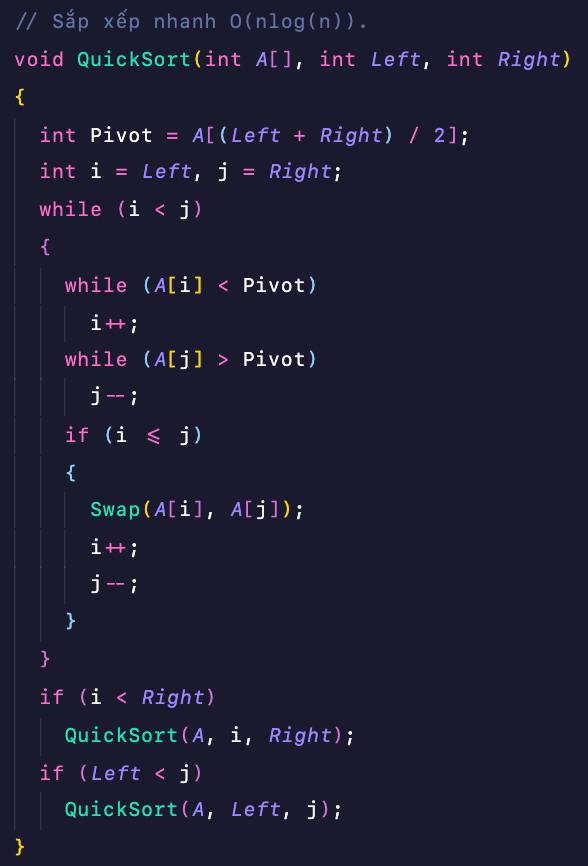 // Sắp xếp nhanh O(nlog(n)).
void QuickSort(int A[], int Left, int Right)
{
int Pivot = A[(Left + Right) / 2];
int i = Left, j = Right;
while (i < j)
{
while (A[i] < Pivot)
i++;
while (A[j] > Pivot)
j--;
if (i <= j)
{
Swap(A[i], A[j]);
i++;
j--;
}
}
if (i < Right)
QuickSort(A, i, Right);
if (Left < j)
QuickSort(A, Left, j);
}